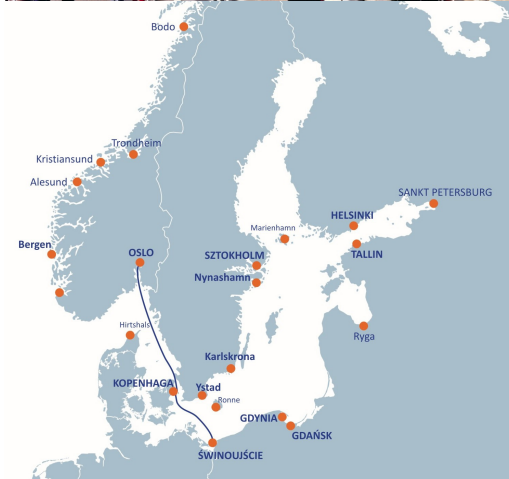 Bodo
Trondheim
Kristiansund
Alesund
SANKT PETERSBURG
HELSINKI
Marienhamn
Bergen
OSLO
SZTOKHOLM
TALLIN
Nynashamn
Hirtshals
Ryga
Karlskrona
KOPENHAGA
Ystad
Ronne
GDYNIA
GDAŃSK
ŚWINOUJŚCIE